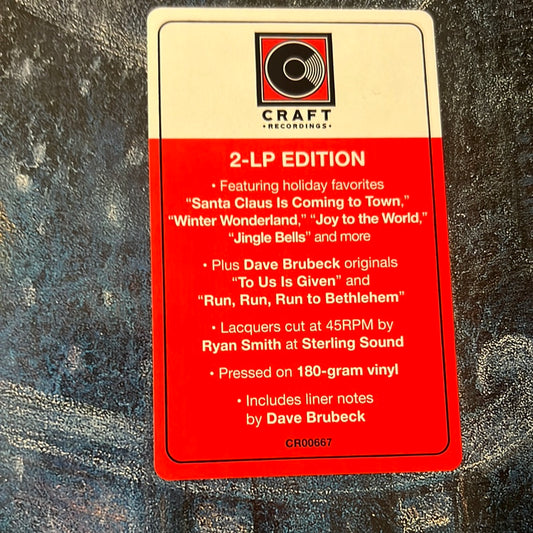 CRAFT
•RECORDINGS•
2-LP EDITION
• Featuring holiday favorites
“Santa Claus Is Coming to Town,”
“Winter Wonderland,” “Joy to the World,”
“Jingle Bells” and more
• Plus Dave Brubeck originals
“To Us Is Given” and
“Run, Run, Run to Bethlehem”
• Lacquers cut at 45RPM by
Ryan Smith at Sterling Sound
• Pressed on 180-gram vinyl
• Includes liner notes
by Dave Brubeck
CR00667